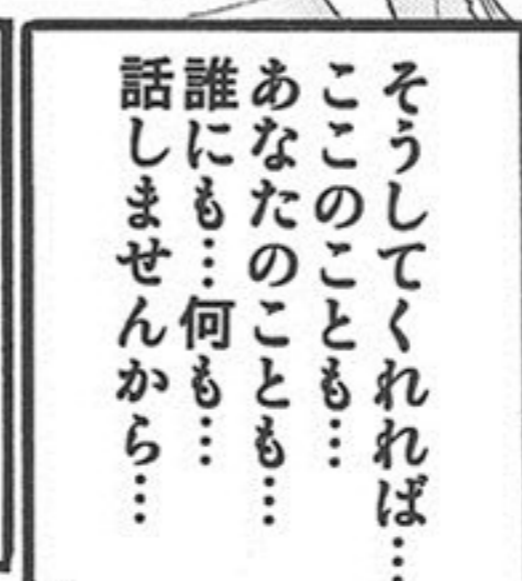 そうしてくれれば…
ここのことも…
あなたのことも…
誰にも…何も…
話しませんから…